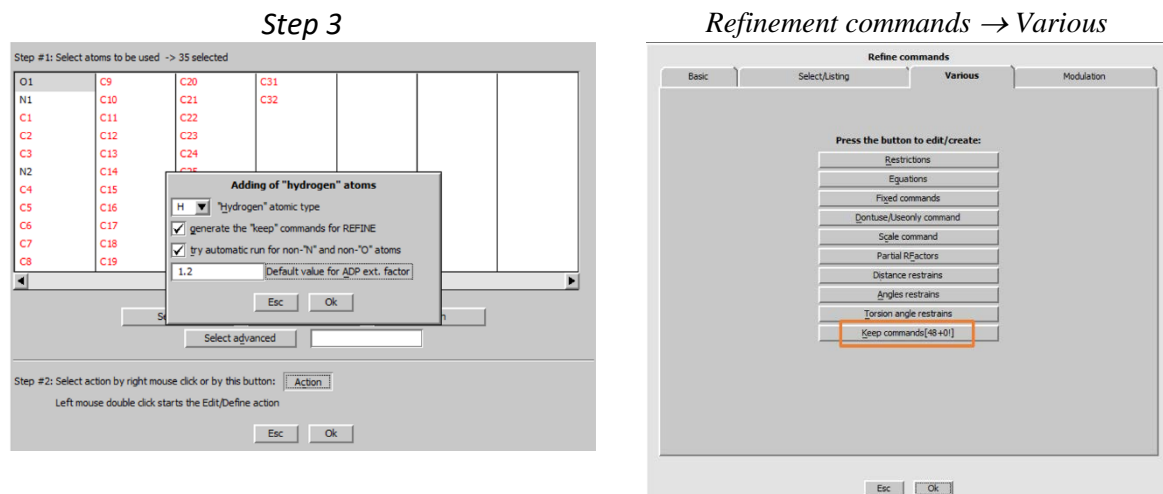 Step 3
Step #1: Select atoms to be used -> 35 selected
O1 C9 C20 C31
N1 C10 C21 C32
C1 C11 C22
C2 C12 C23
C3 C13 C24
N2 C14
C4 C15
C5 C16
C6 C17
C7 C18
C8 C19
Adding of "hydrogen" atoms
H "Hydrogen" atomic type
generate the "keep" commands for REFINE
try automatic run for non-"N" and non-"O" atoms
1.2 Default value for ADP ext. factor
Esc Ok
Select advanced
Step #2: Select action by right mouse click or by this button: Action
Left mouse double click starts the Edit/Define action
Esc Ok
Refinement commands → Various
Refine commands
Basic Select/Listing Various Modulation
Press the button to edit/create:
Restrictions
Equations
Fixed commands
Dontuse/Useonly command
Scale command
Partial RFactors
Distance restrains
Angles restrains
Torsion angle restrains
Keep commands[48+0!]
Esc Ok